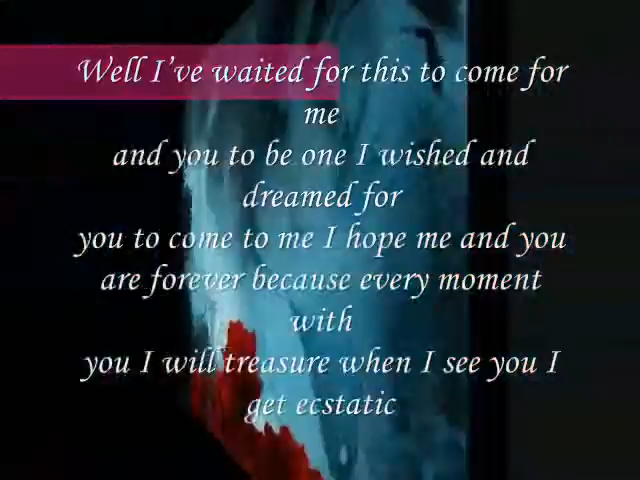 Well I've waited for this to come for
me
and you to be one I wished and
dreamed for
you to come to me I hope me and you
are forever because every moment
with
you I will treasure when I see you I
get ecstatic